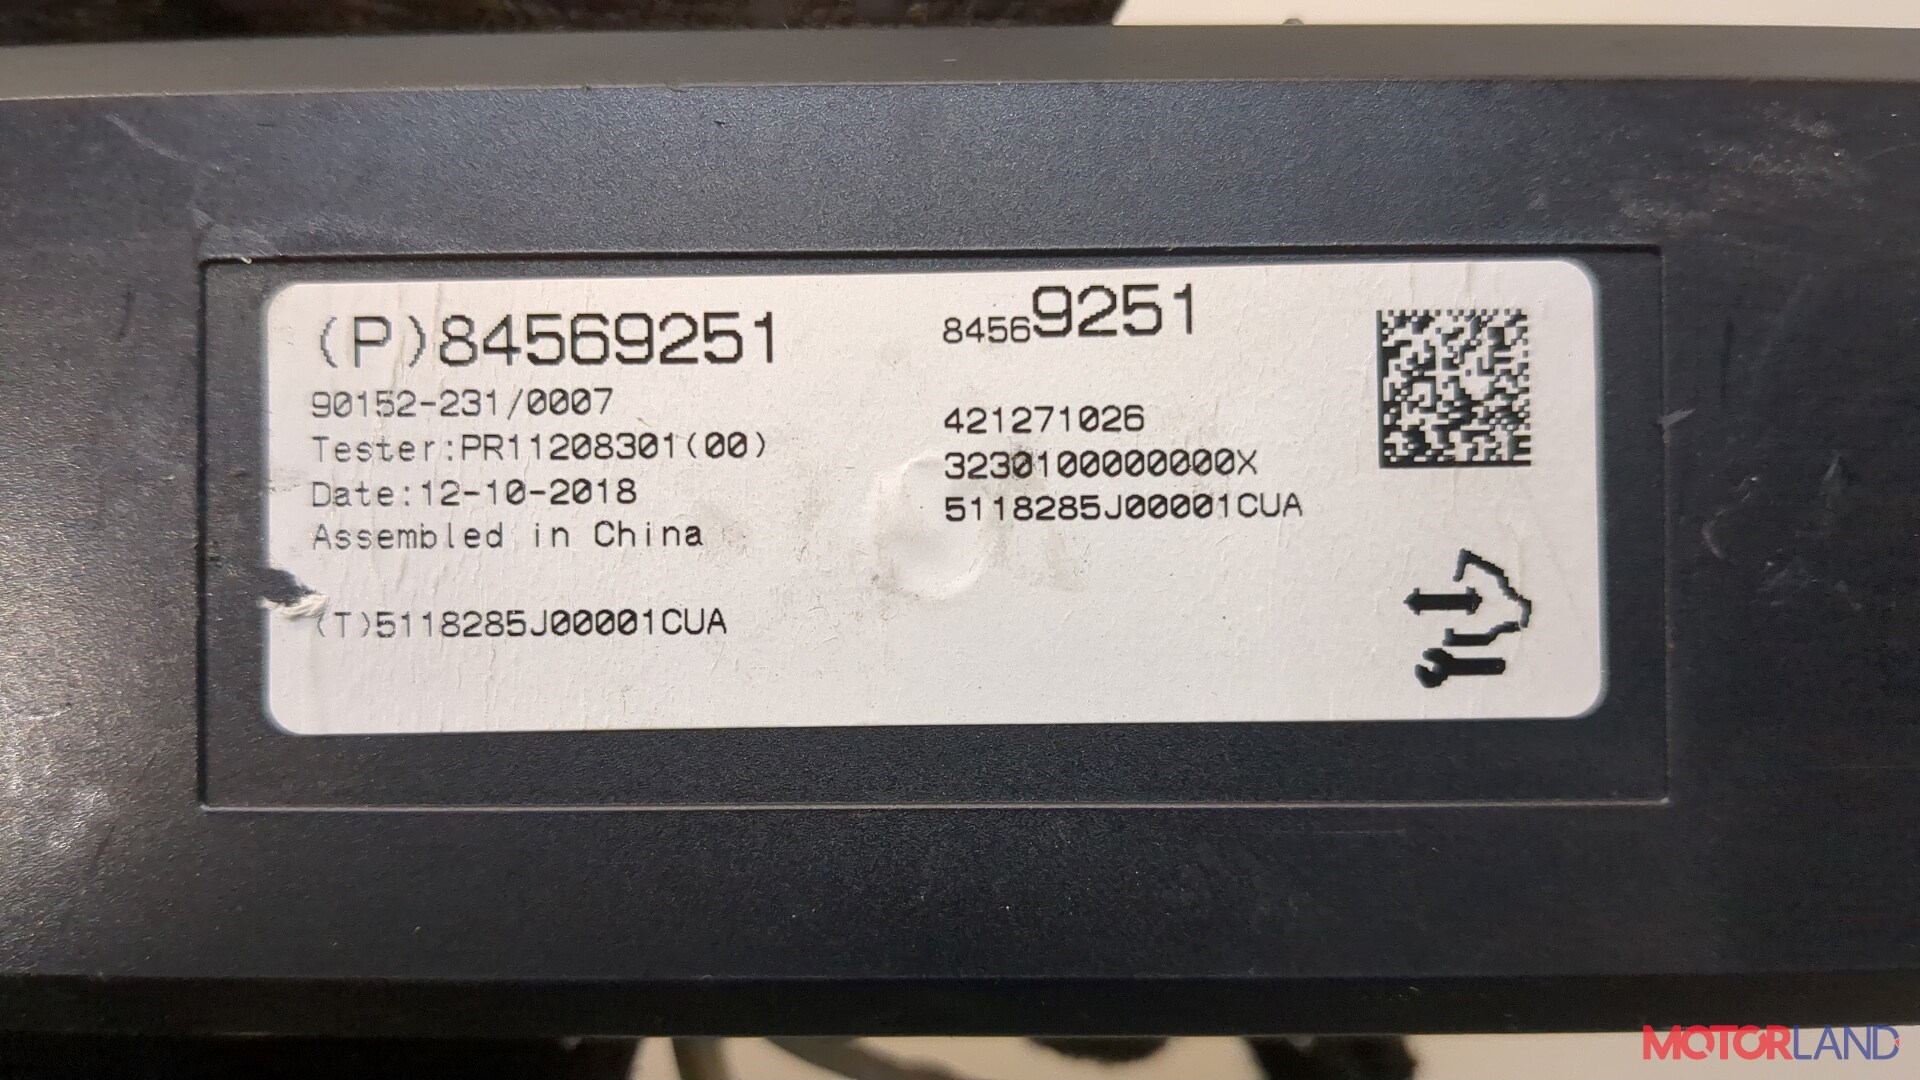 (P)84569251
90152-231/0007
Tester:PR11208301(00)
Date:12-10-2018
Assembled in China
(T)5118285J00001CUA
84569251
421271026
3230100000000X
5118285J00001CUA
MOTORLAND